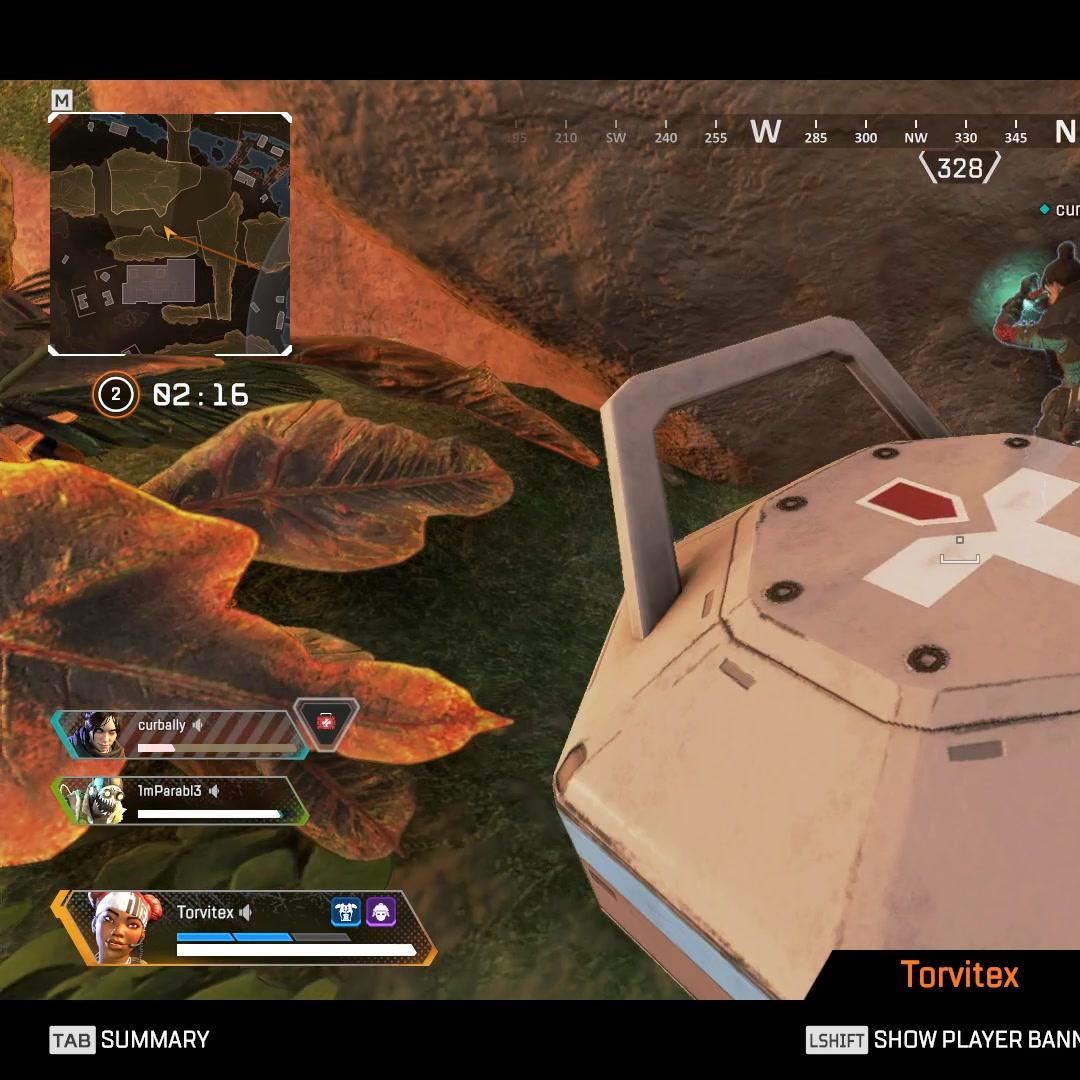 M
210 SW 240 255 W 285 300 NW 330 345 N
328
cur
2 02:16
curbally
1mParabl3
Torvitex
Torvitex
TAB SUMMARY
LSHIFT SHOW PLAYER BANN